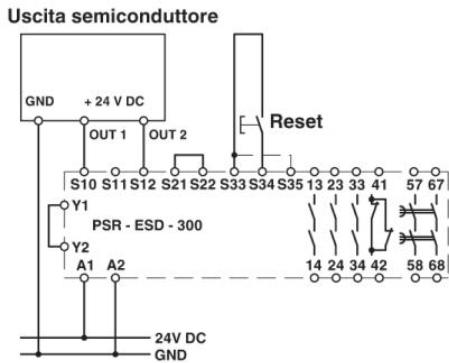 Uscita semiconduttore
GND + 24 V DC
OUT 1 OUT 2
Reset
S10 S11 S12 S21 S22 S33 S34 S35 13 23 33 41 57 67
Y1
PSR - ESD - 300
Y2
A1 A2 14 24 34 42 58 68
24V DC
GND